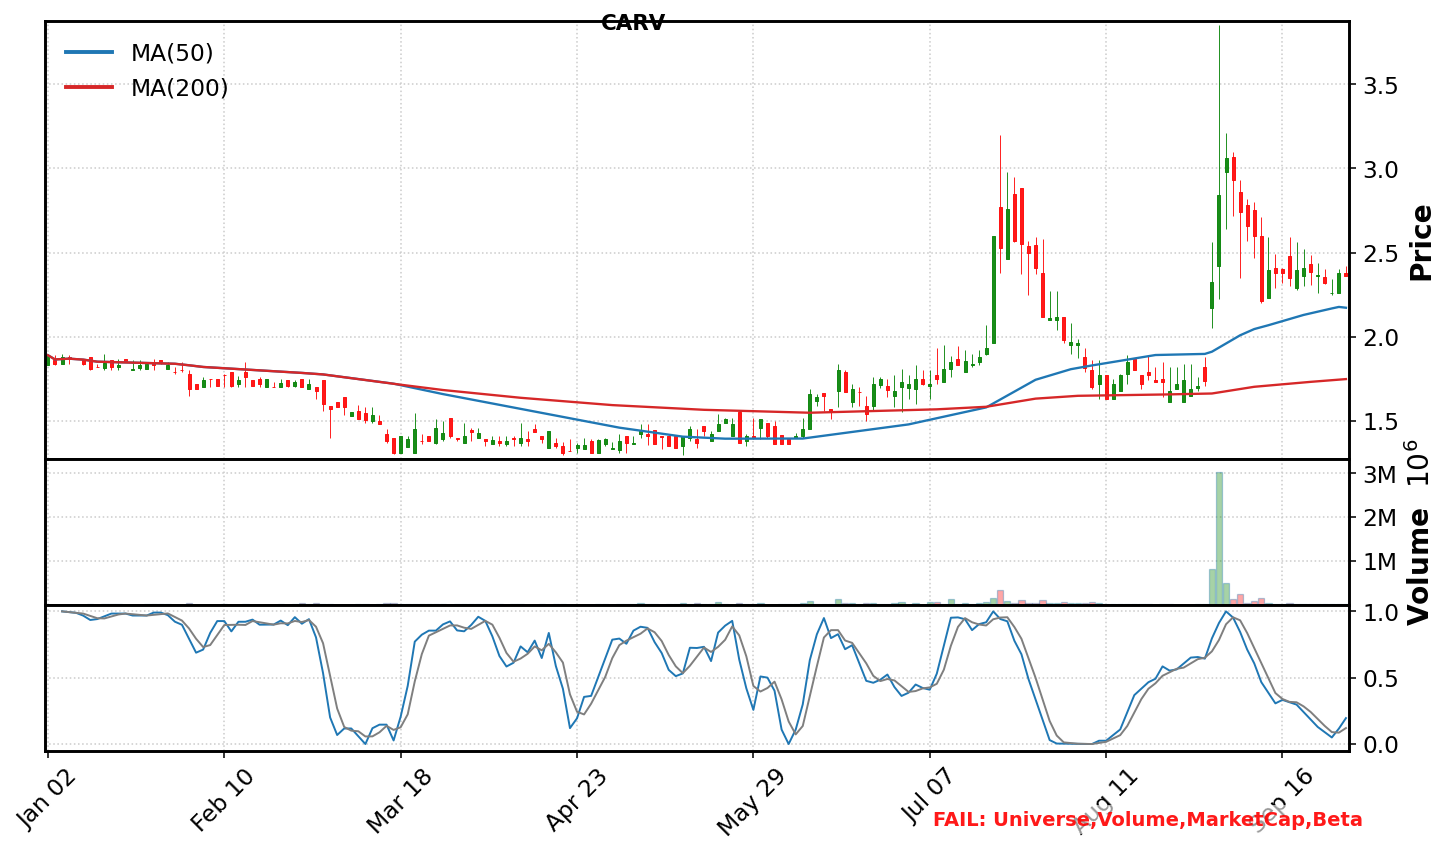 CARV
MA(50)
MA(200)
3.5
3.0
2.5
2.0
1.5
Price
3M
2M
1M
Volume 10^6
1.0
0.5
0.0
Jan 02
Feb 10
Mar 18
Apr 23
May 29
Jul 07
Aug 11
Sep 16
FAIL: Universe,Volume,MarketCap,Beta